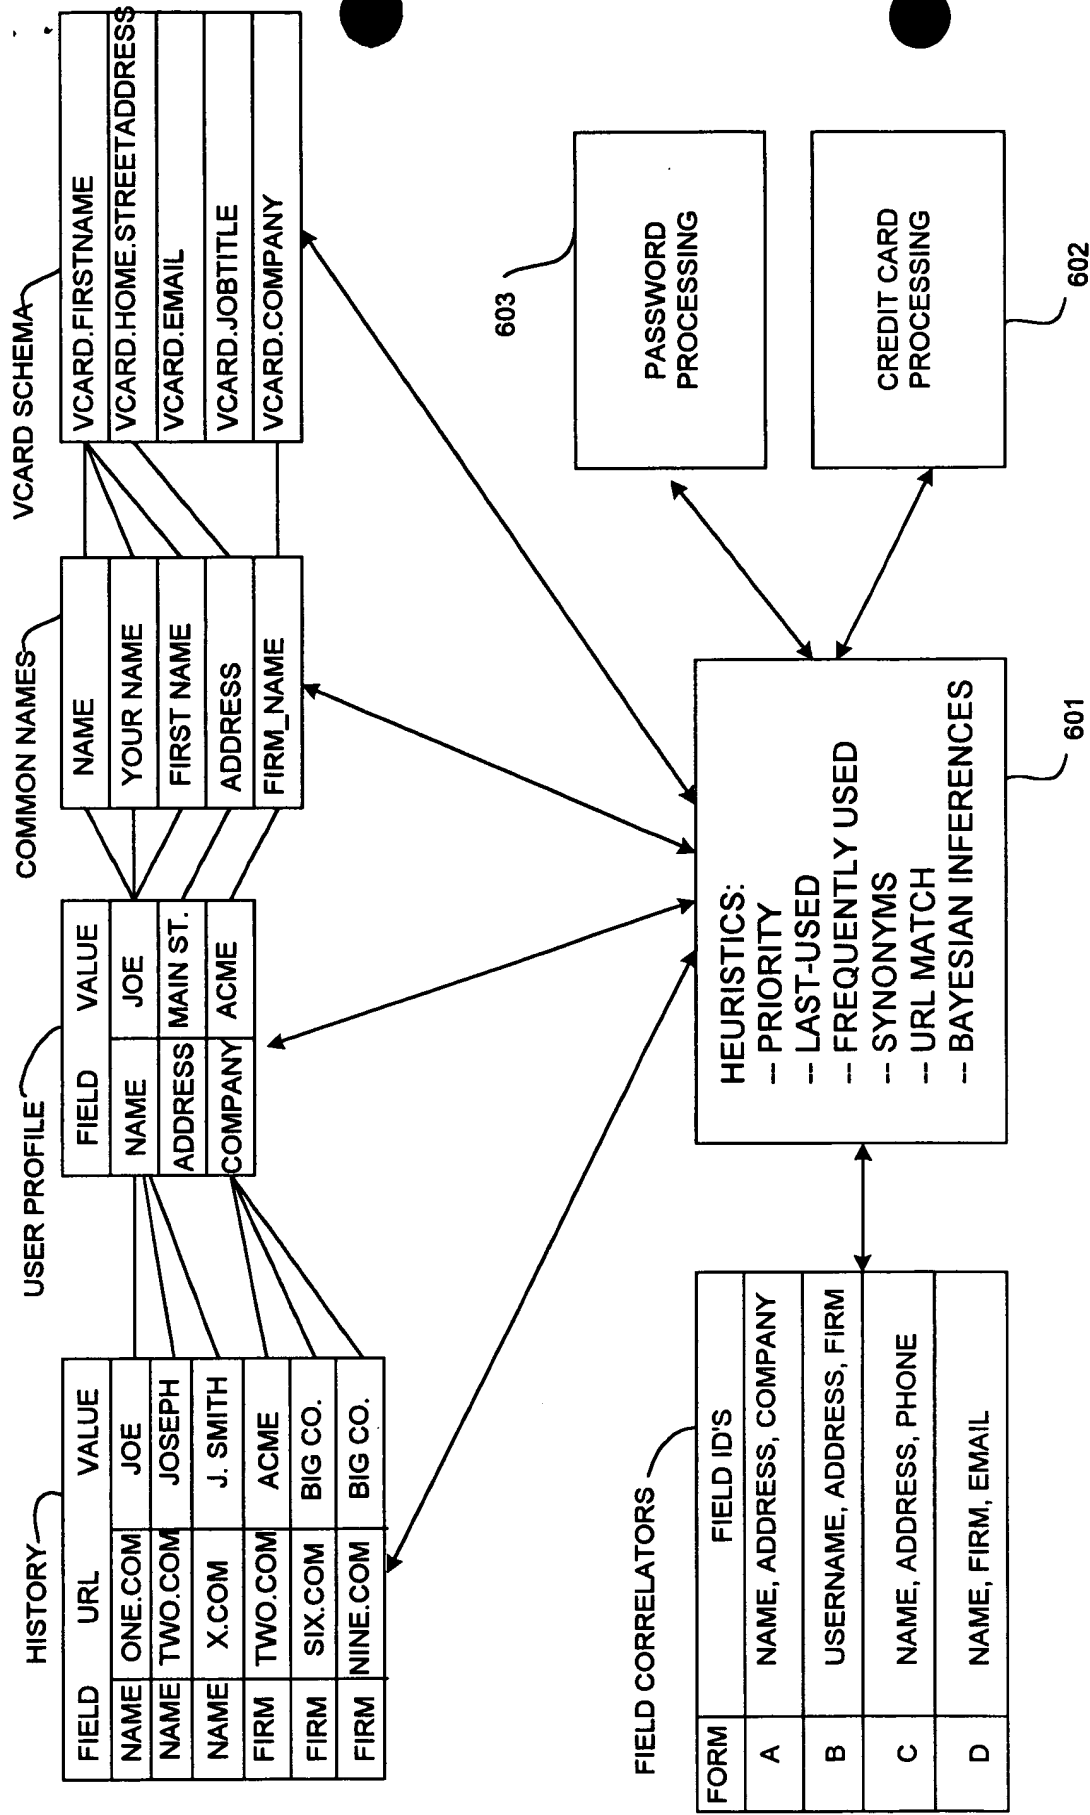 HISTORY
FIELD URL VALUE
NAME ONE.COM JOE
NAME TWO.COM JOSEPH
NAME X.COM J. SMITH
FIRM TWO.COM ACME
FIRM SIX.COM BIG CO.
FIRM NINE.COM BIG CO.
USER PROFILE
FIELD VALUE
NAME JOE
ADDRESS MAIN ST.
COMPANY ACME
COMMON NAMES
NAME
YOUR NAME
FIRST NAME
ADDRESS
FIRM_NAME
VCARD SCHEMA
VCARD.FIRSTNAME
VCARD.HOME.STREETADDRESS
VCARD.EMAIL
VCARD.JOBTITLE
VCARD.COMPANY
FIELD CORRELATORS
FORM FIELD ID'S
A NAME, ADDRESS, COMPANY
B USERNAME, ADDRESS, FIRM
C NAME, ADDRESS, PHONE
D NAME, FIRM, EMAIL
HEURISTICS:
-- PRIORITY
-- LAST-USED
-- FREQUENTLY USED
-- SYNONYMS
-- URL MATCH
-- BAYESIAN INFERENCES
601
603
PASSWORD
PROCESSING
CREDIT CARD
PROCESSING
602